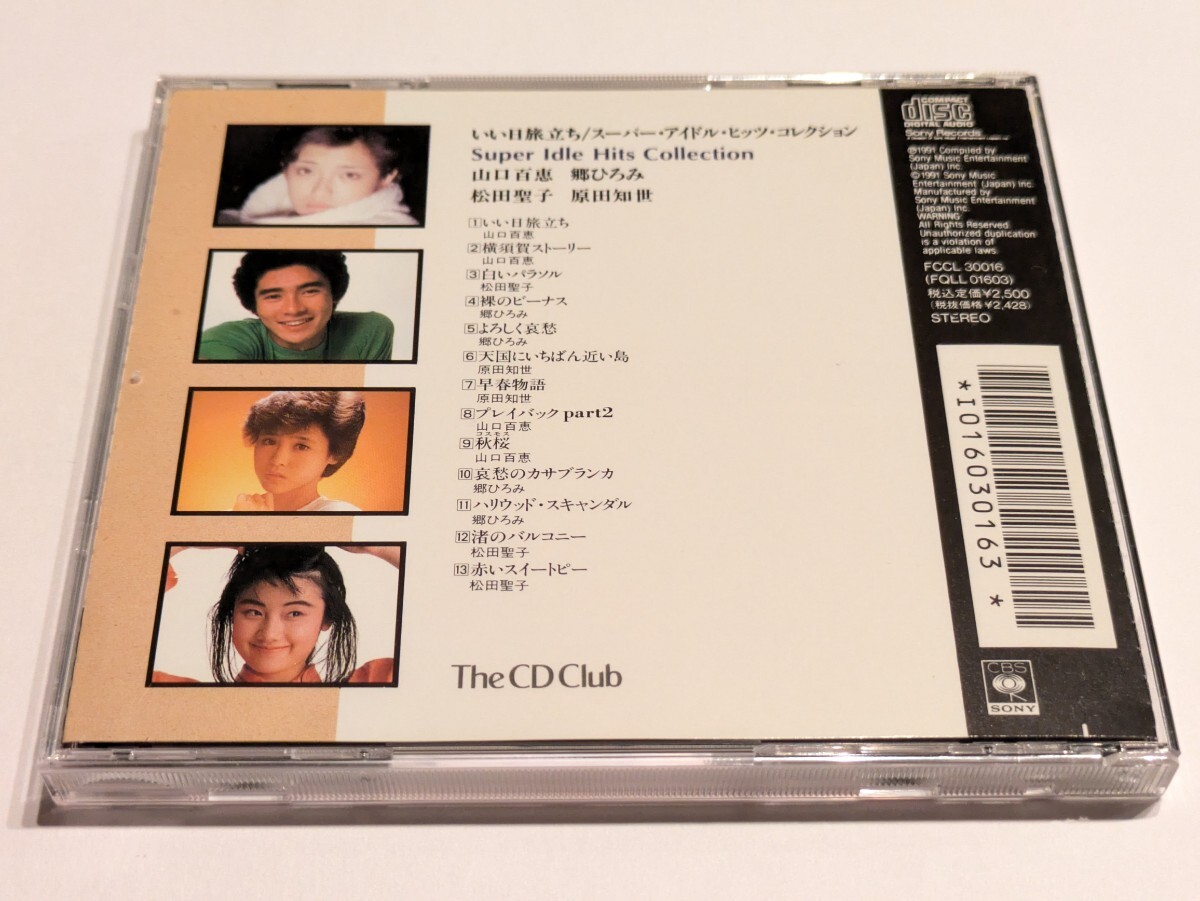 いい日旅立ち/スーパー・アイドル・ヒッツ・コレクション
Super Idle Hits Collection
山口百恵 郷ひろみ
松田聖子 原田知世
1 いい日旅立ち
山口百恵
2 横須賀ストーリー
山口百恵
3 白いパラソル
松田聖子
4 裸のビーナス
郷ひろみ
5 よろしく哀愁
郷ひろみ
6 天国にいちばん近い島
原田知世
7 早春物語
原田知世
8 プレイバック part2
山口百恵
コスモス
9 秋桜
山口百恵
10 哀愁のカサブランカ
郷ひろみ
11 ハリウッド・スキャンダル
郷ひろみ
12 渚のバルコニー
松田聖子
13 赤いスイートピー
松田聖子
The CD Club
COMPACT
disc
DIGITAL AUDIO
Sony Records
℗1991 Compiled by
Sony Music Entertainment
(Japan) Inc.
©1991 Sony Music
Entertainment (Japan) Inc.
Manufactured by
Sony Music Entertainment
(Japan) Inc.
WARNING:
All Rights Reserved.
Unauthorized duplication
is a violation of
applicable laws.
FCCL 30016
(FQLL 01603)
税込定価¥2,500
(税抜価格¥2,428)
STEREO
*I016030163*
CBS
SONY